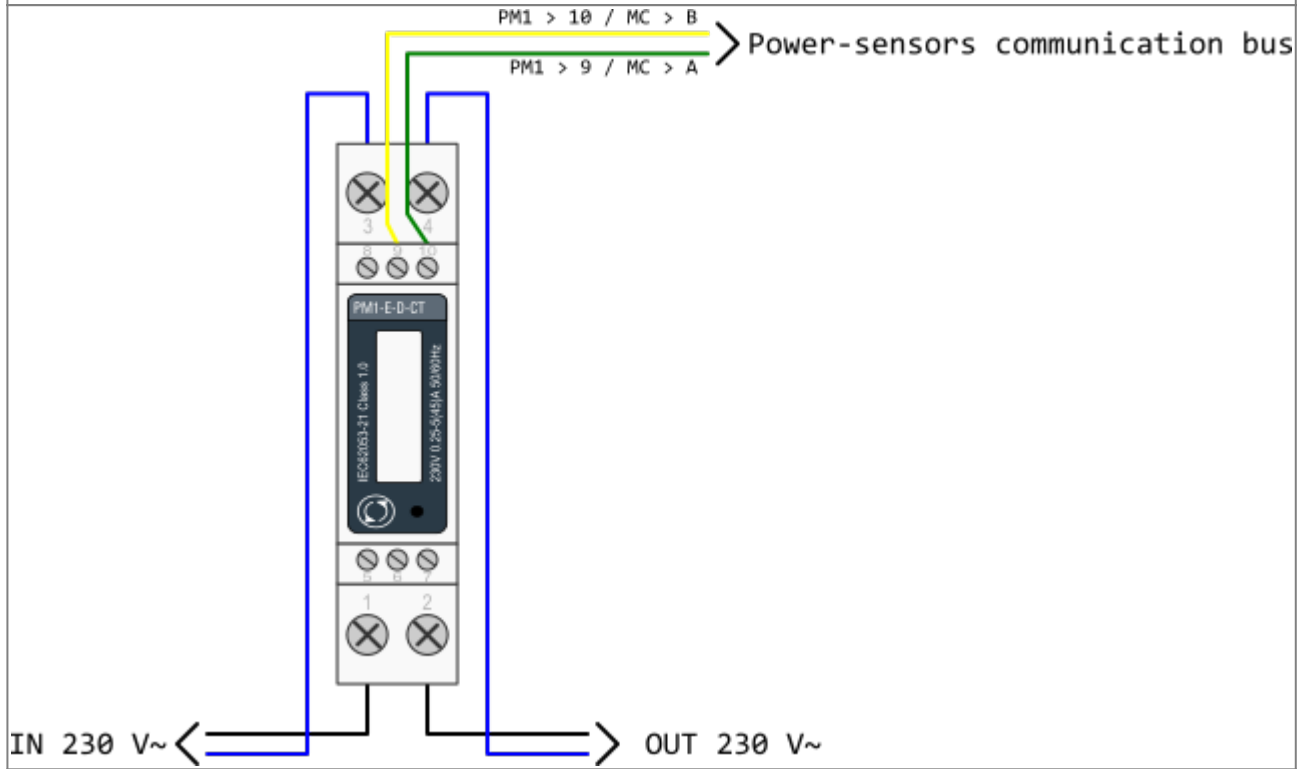 PM1 > 10 / MC > B
Power-sensors communication bus
PM1 > 9 / MC > A
3 4
8 9 10
PM1-E-D-CT
IEC62053-21 Class 1.0
230V 0.25-5(45)A 50/60Hz
5 6 7
1 2
IN 230 V~
OUT 230 V~